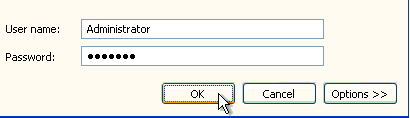 User name: Administrator
Password: ●●●●●●●
OK Cancel Options >>